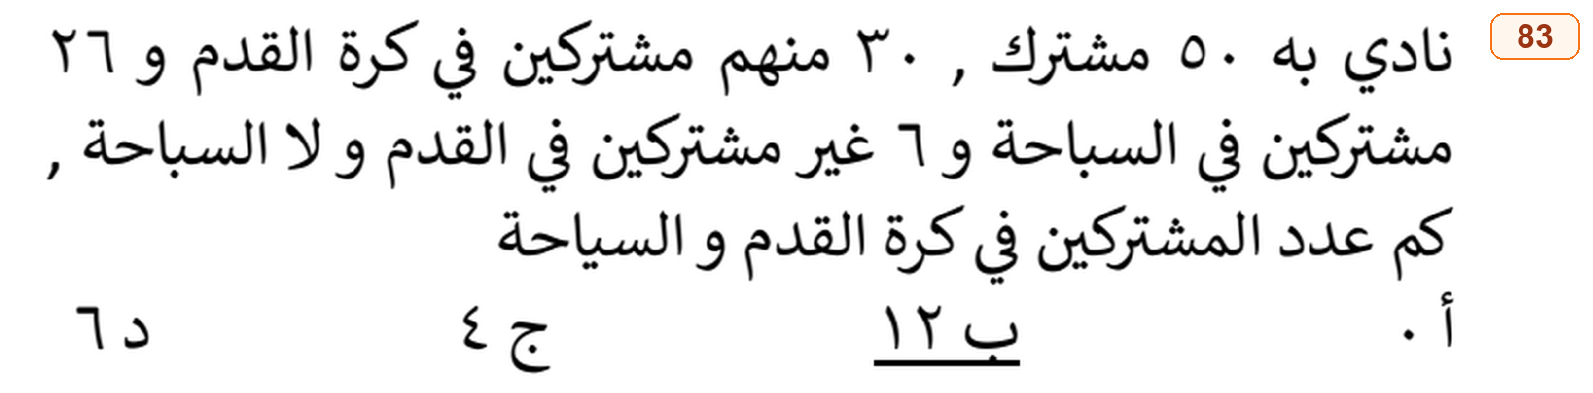 83
نادي به ٥٠ مشترك , ٣٠ منهم مشتركين في كرة القدم و ٢٦
مشتركين في السباحة و ٦ غير مشتركين في القدم و لا السباحة ,
كم عدد المشتركين في كرة القدم و السياحة
أ ٠ ب ١٢ ج ٤ د ٦